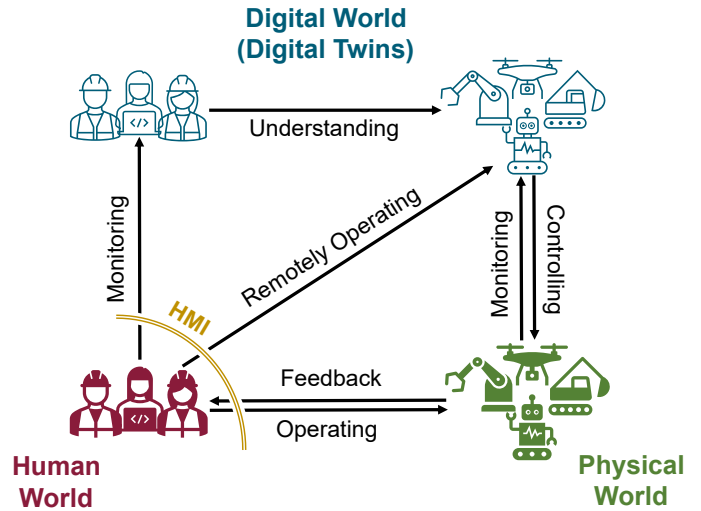 Digital World
(Digital Twins)
</>
Understanding
Monitoring
Remotely Operating
Monitoring
Controlling
HMI
</>
Feedback
Operating
Human
World
Physical
World